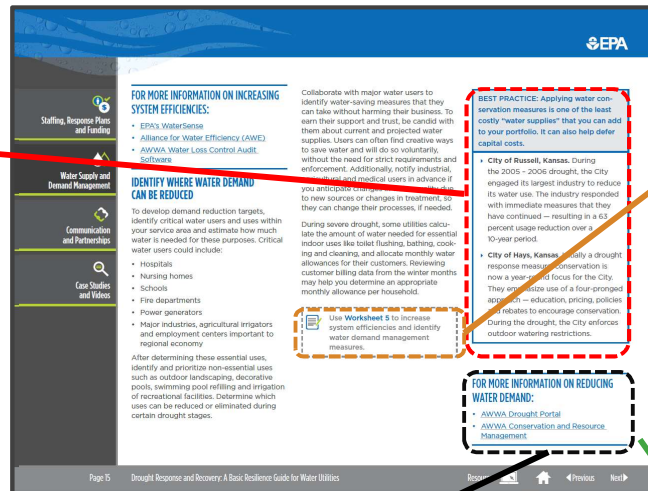 EPA
Staffing, Response Plans
and Funding
Water Supply and
Demand Management
Communication
and Partnerships
Case Studies
and Videos
FOR MORE INFORMATION ON INCREASING
SYSTEM EFFICIENCIES:
• EPA's WaterSense
• Alliance for Water Efficiency (AWE)
• AWWA Water Loss Control Audit
Software
IDENTIFY WHERE WATER DEMAND
CAN BE REDUCED
To develop demand reduction targets,
identify critical water users and uses within
your service area and estimate how much
water is needed for these purposes. Critical
water users could include:
• Hospitals
• Nursing homes
• Schools
• Fire departments
• Power generators
• Major industries, agricultural irrigators
and employment centers important to
regional economy
After determining these essential uses,
identify and prioritize non-essential uses
such as outdoor landscaping, decorative
pools, swimming pool refilling and irrigation
of recreational facilities. Determine which
uses can be reduced or eliminated during
certain drought stages.
Collaborate with major water users to
identify water-saving measures that they
can take without harming their business. To
earn their support and trust, be candid with
them about current and projected water
supplies. Users can often find creative ways
to save water and will do so voluntarily,
without the need for strict requirements and
enforcement. Additionally, notify industrial,
and medical users in advance if
you anticipate due
to new sources or changes in treatment, so
they can change their processes, if needed.
During severe drought, some utilities calcu-
late the amount of water needed for essential
indoor uses like toilet flushing, bathing, cook-
ing and cleaning, and allocate monthly water
allowances for their customers. Reviewing
customer billing data from the winter months
may help you determine an appropriate
monthly allowance per household.
Use Worksheet 5 to increase
system efficiencies and identify
water demand management
measures.
BEST PRACTICE: Applying water con-
servation measures is one of the least
costly "water supplies" that you can add
to your portfolio. It can also help defer
capital costs.
City of Russell, Kansas. During
the 2005 – 2006 drought, the City
engaged its largest industry to reduce
its water use. The industry responded
with immediate measures that they
have continued — resulting in a 63
percent usage reduction over a
10-year period.
City of Hays, Kansas. a drought
response conservation is
now a focus for the City.
They use of a four-pronged
— education, pricing, policies
rebates to encourage conservation.
During the drought, the City enforces
outdoor watering restrictions.
FOR MORE INFORMATION ON REDUCING
WATER DEMAND:
• AWWA Drought Portal
• AWWA Conservation and Resource
Management
Page 15 Drought Response and Recovery: A Basic Resilience Guide for Water Utilities Previous Next